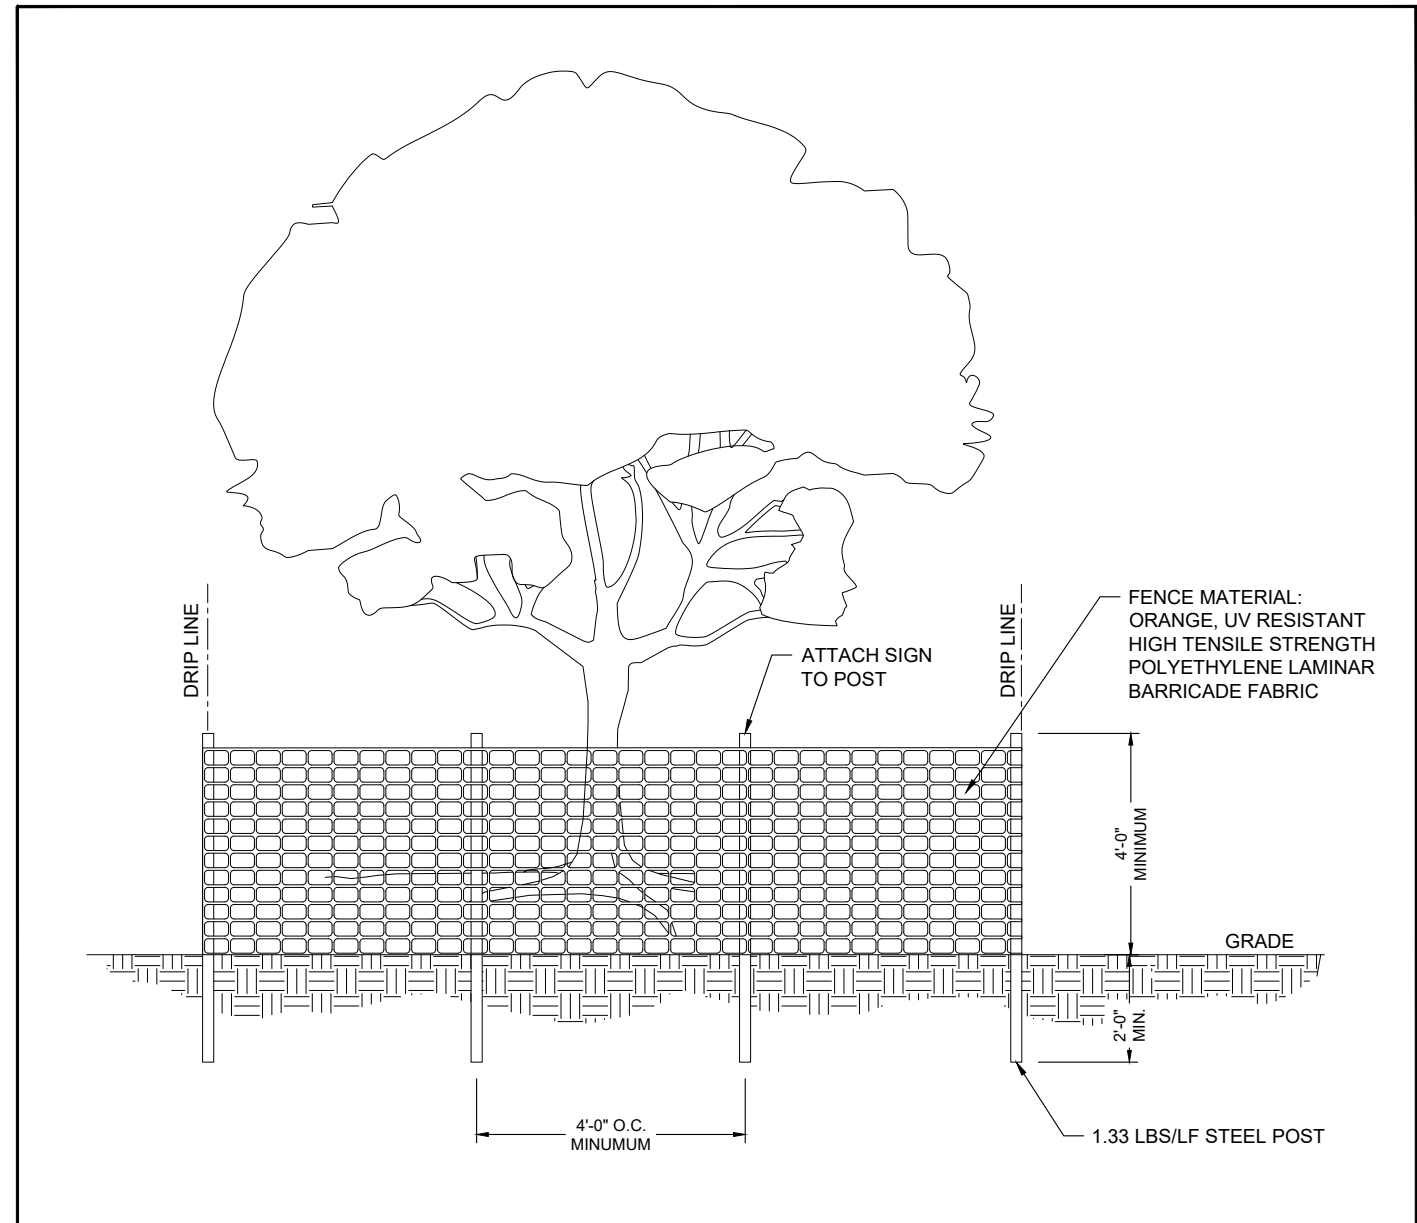 DRIP LINE
DRIP LINE
ATTACH SIGN
TO POST
FENCE MATERIAL:
ORANGE, UV RESISTANT
HIGH TENSILE STRENGTH
POLYETHYLENE LAMINAR
BARRICADE FABRIC
4'-0"
MINIMUM
GRADE
2'-0"
MIN.
4'-0" O.C.
MINUMUM
1.33 LBS/LF STEEL POST